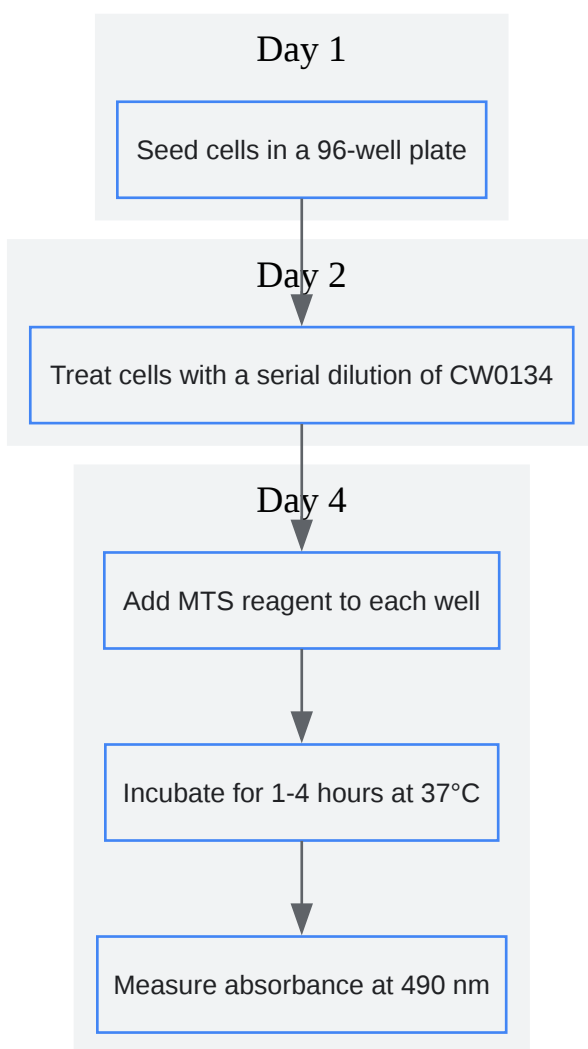 Day 1
Seed cells in a 96-well plate
Day 2
Treat cells with a serial dilution of CW0134
Day 4
Add MTS reagent to each well
Incubate for 1-4 hours at 37°C
Measure absorbance at 490 nm